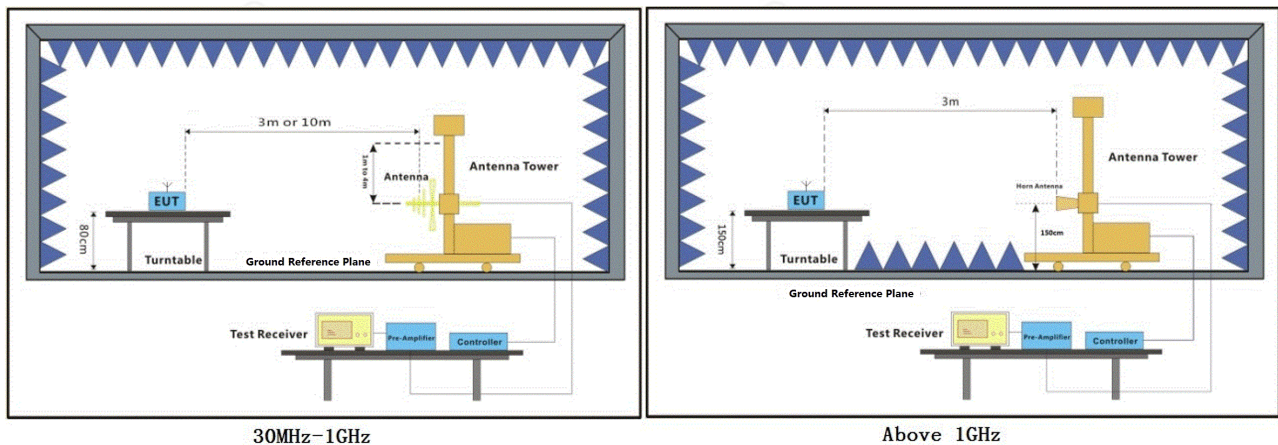 3m or 10m
1m to 4m
Antenna
Antenna Tower
EUT
80cm
Turntable
Ground Reference Plane
Test Receiver
Pre-Amplifier
Controller
30MHz-1GHz
3m
Antenna Tower
Horn Antenna
EUT
150cm
150cm
Turntable
Ground Reference Plane
Test Receiver
Pre-Amplifier
Controller
Above 1GHz